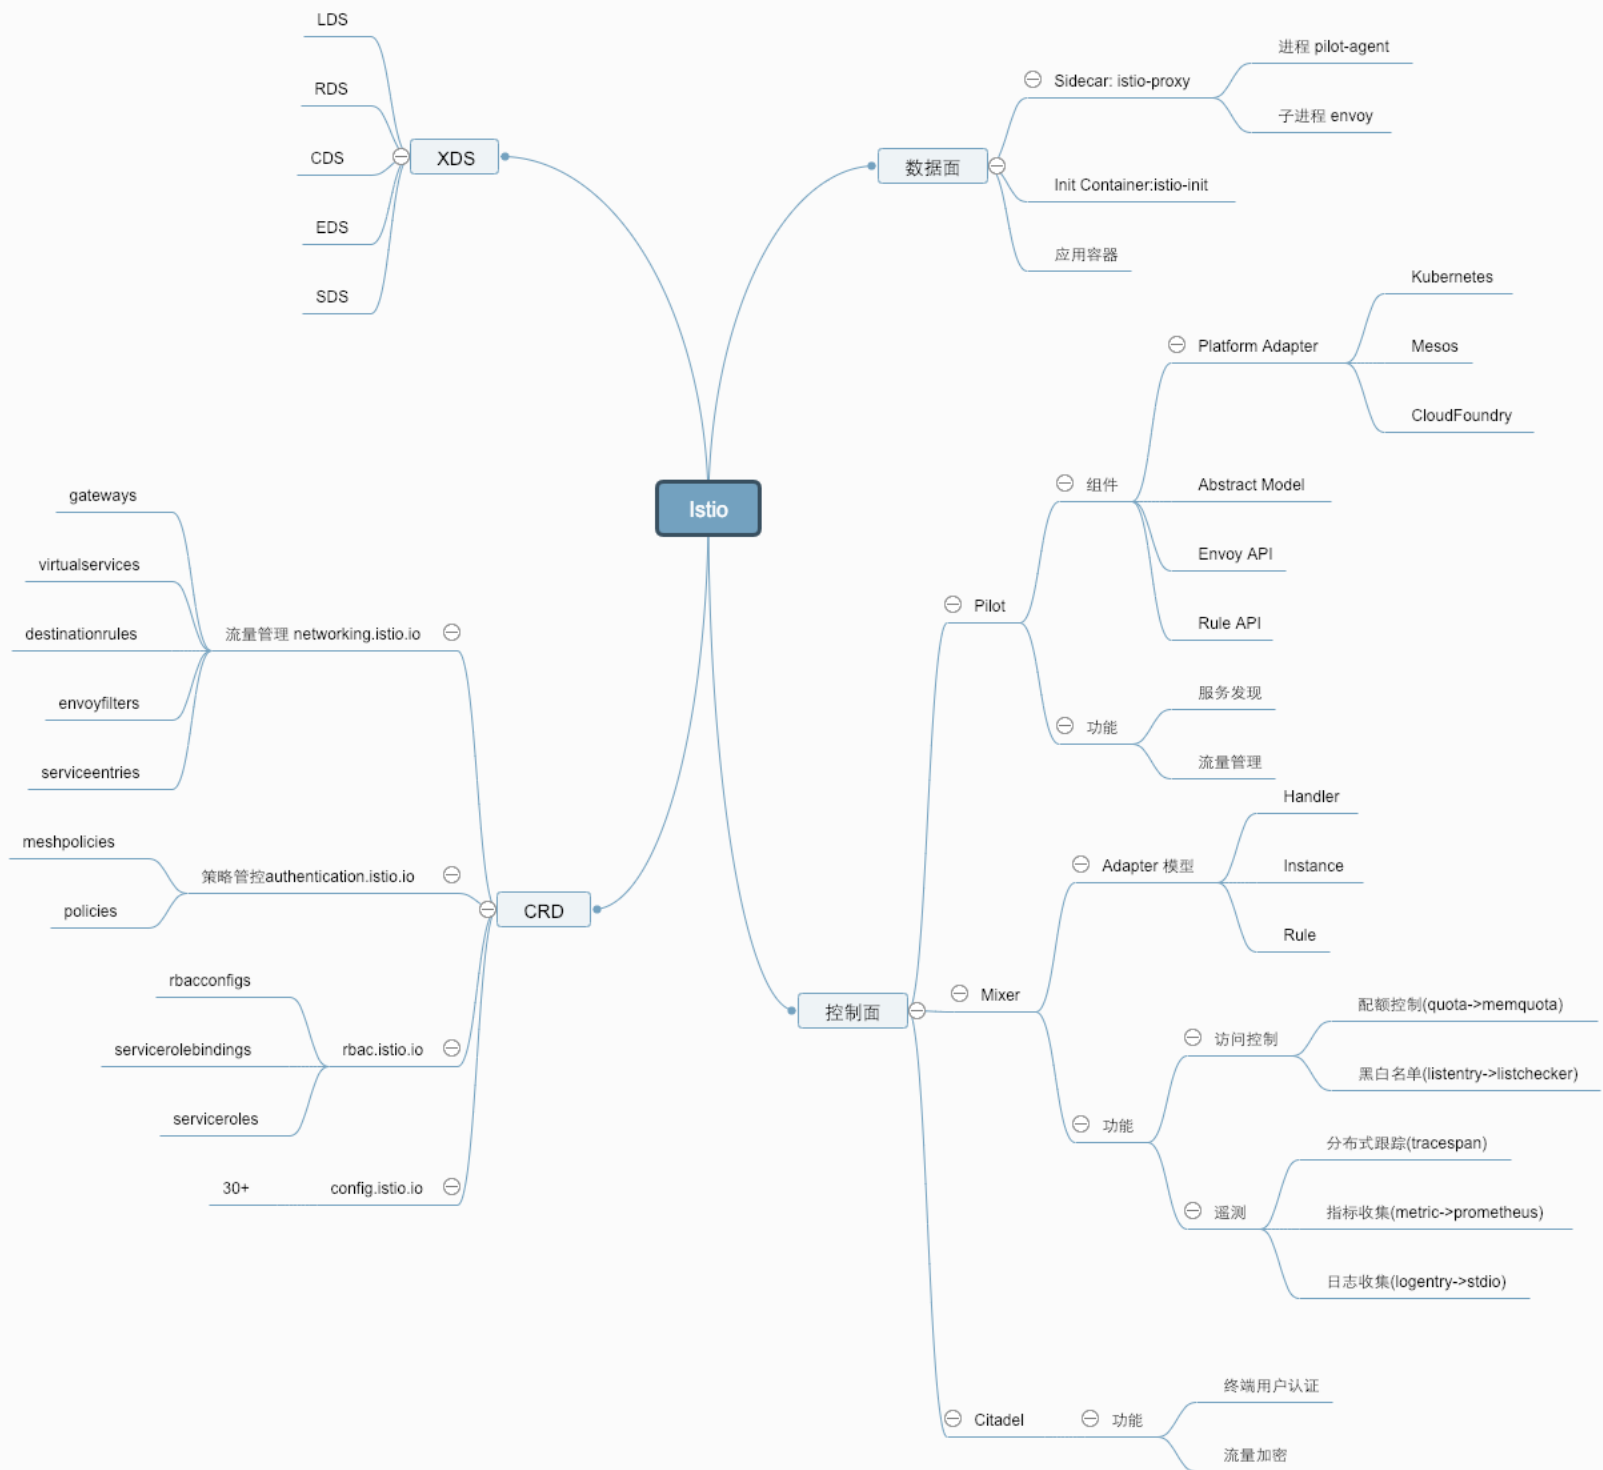 Istio
数据面
Sidecar: istio-proxy
进程 pilot-agent
子进程 envoy
Init Container:istio-init
应用容器
控制面
Pilot
组件
Platform Adapter
Kubernetes
Mesos
CloudFoundry
Abstract Model
Envoy API
Rule API
功能
服务发现
流量管理
Mixer
Adapter 模型
Handler
Instance
Rule
功能
访问控制
配额控制(quota->memquota)
黑白名单(listentry->listchecker)
遥测
分布式跟踪(tracespan)
指标收集(metric->prometheus)
日志收集(logentry->stdio)
Citadel
功能
终端用户认证
流量加密
XDS
LDS
RDS
CDS
EDS
SDS
CRD
流量管理 networking.istio.io
gateways
virtualservices
destinationrules
envoyfilters
serviceentries
策略管控authentication.istio.io
meshpolicies
policies
rbac.istio.io
rbacconfigs
servicerolebindings
serviceroles
config.istio.io
30+